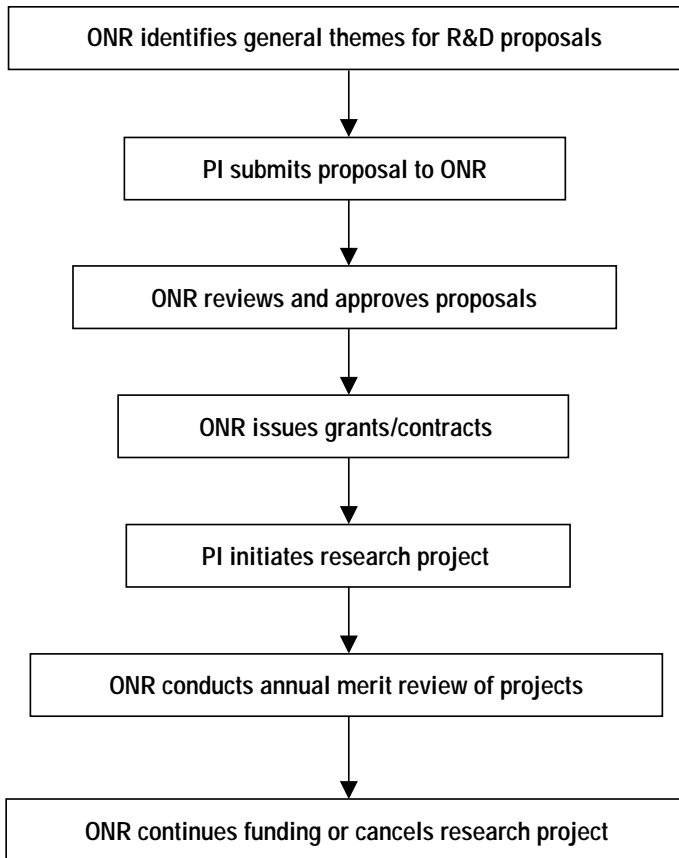 ONR identifies general themes for R&D proposals
PI submits proposal to ONR
ONR reviews and approves proposals
ONR issues grants/contracts
PI initiates research project
ONR conducts annual merit review of projects
ONR continues funding or cancels research project